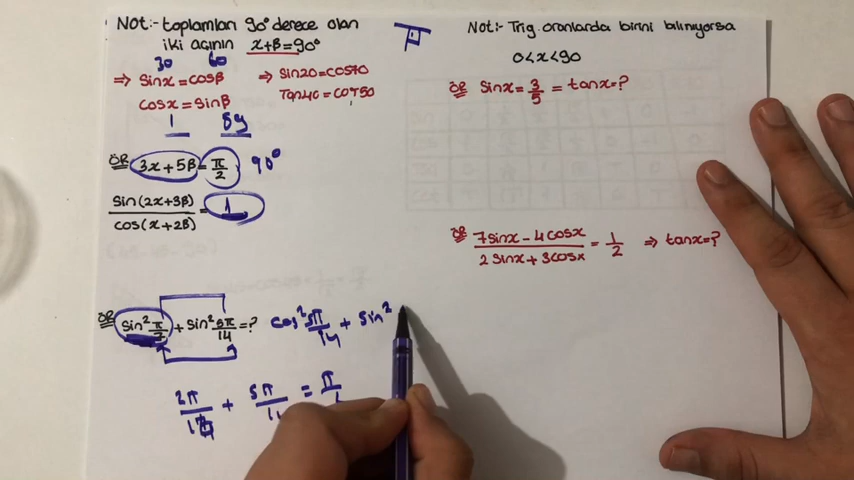 NOT:- toplamları 90° derece olan
iki açının x+β=90°
30 60
⇒ Sinx = cosβ ⇒ Sin20=COS70
cosx = Sinβ Tan40=COT50
1 89
ÖR 3x+5β = π/2 90°
sin(2x+3β)/cos(x+2β) = 1
ÖR Sin² π/7 + Sin² 5π/14 = ? cos² 5π/14 + sin²
2π/14 + 5π/14 = π/2
Not:- Trig. oranlarda birini biliniyorsa
0<x<90
ÖR Sinx = 3/5 = tanx=?
ÖR 7sinx - 4cosx / 2sinx + 3cosx = 1/2 ⇒ tanx=?